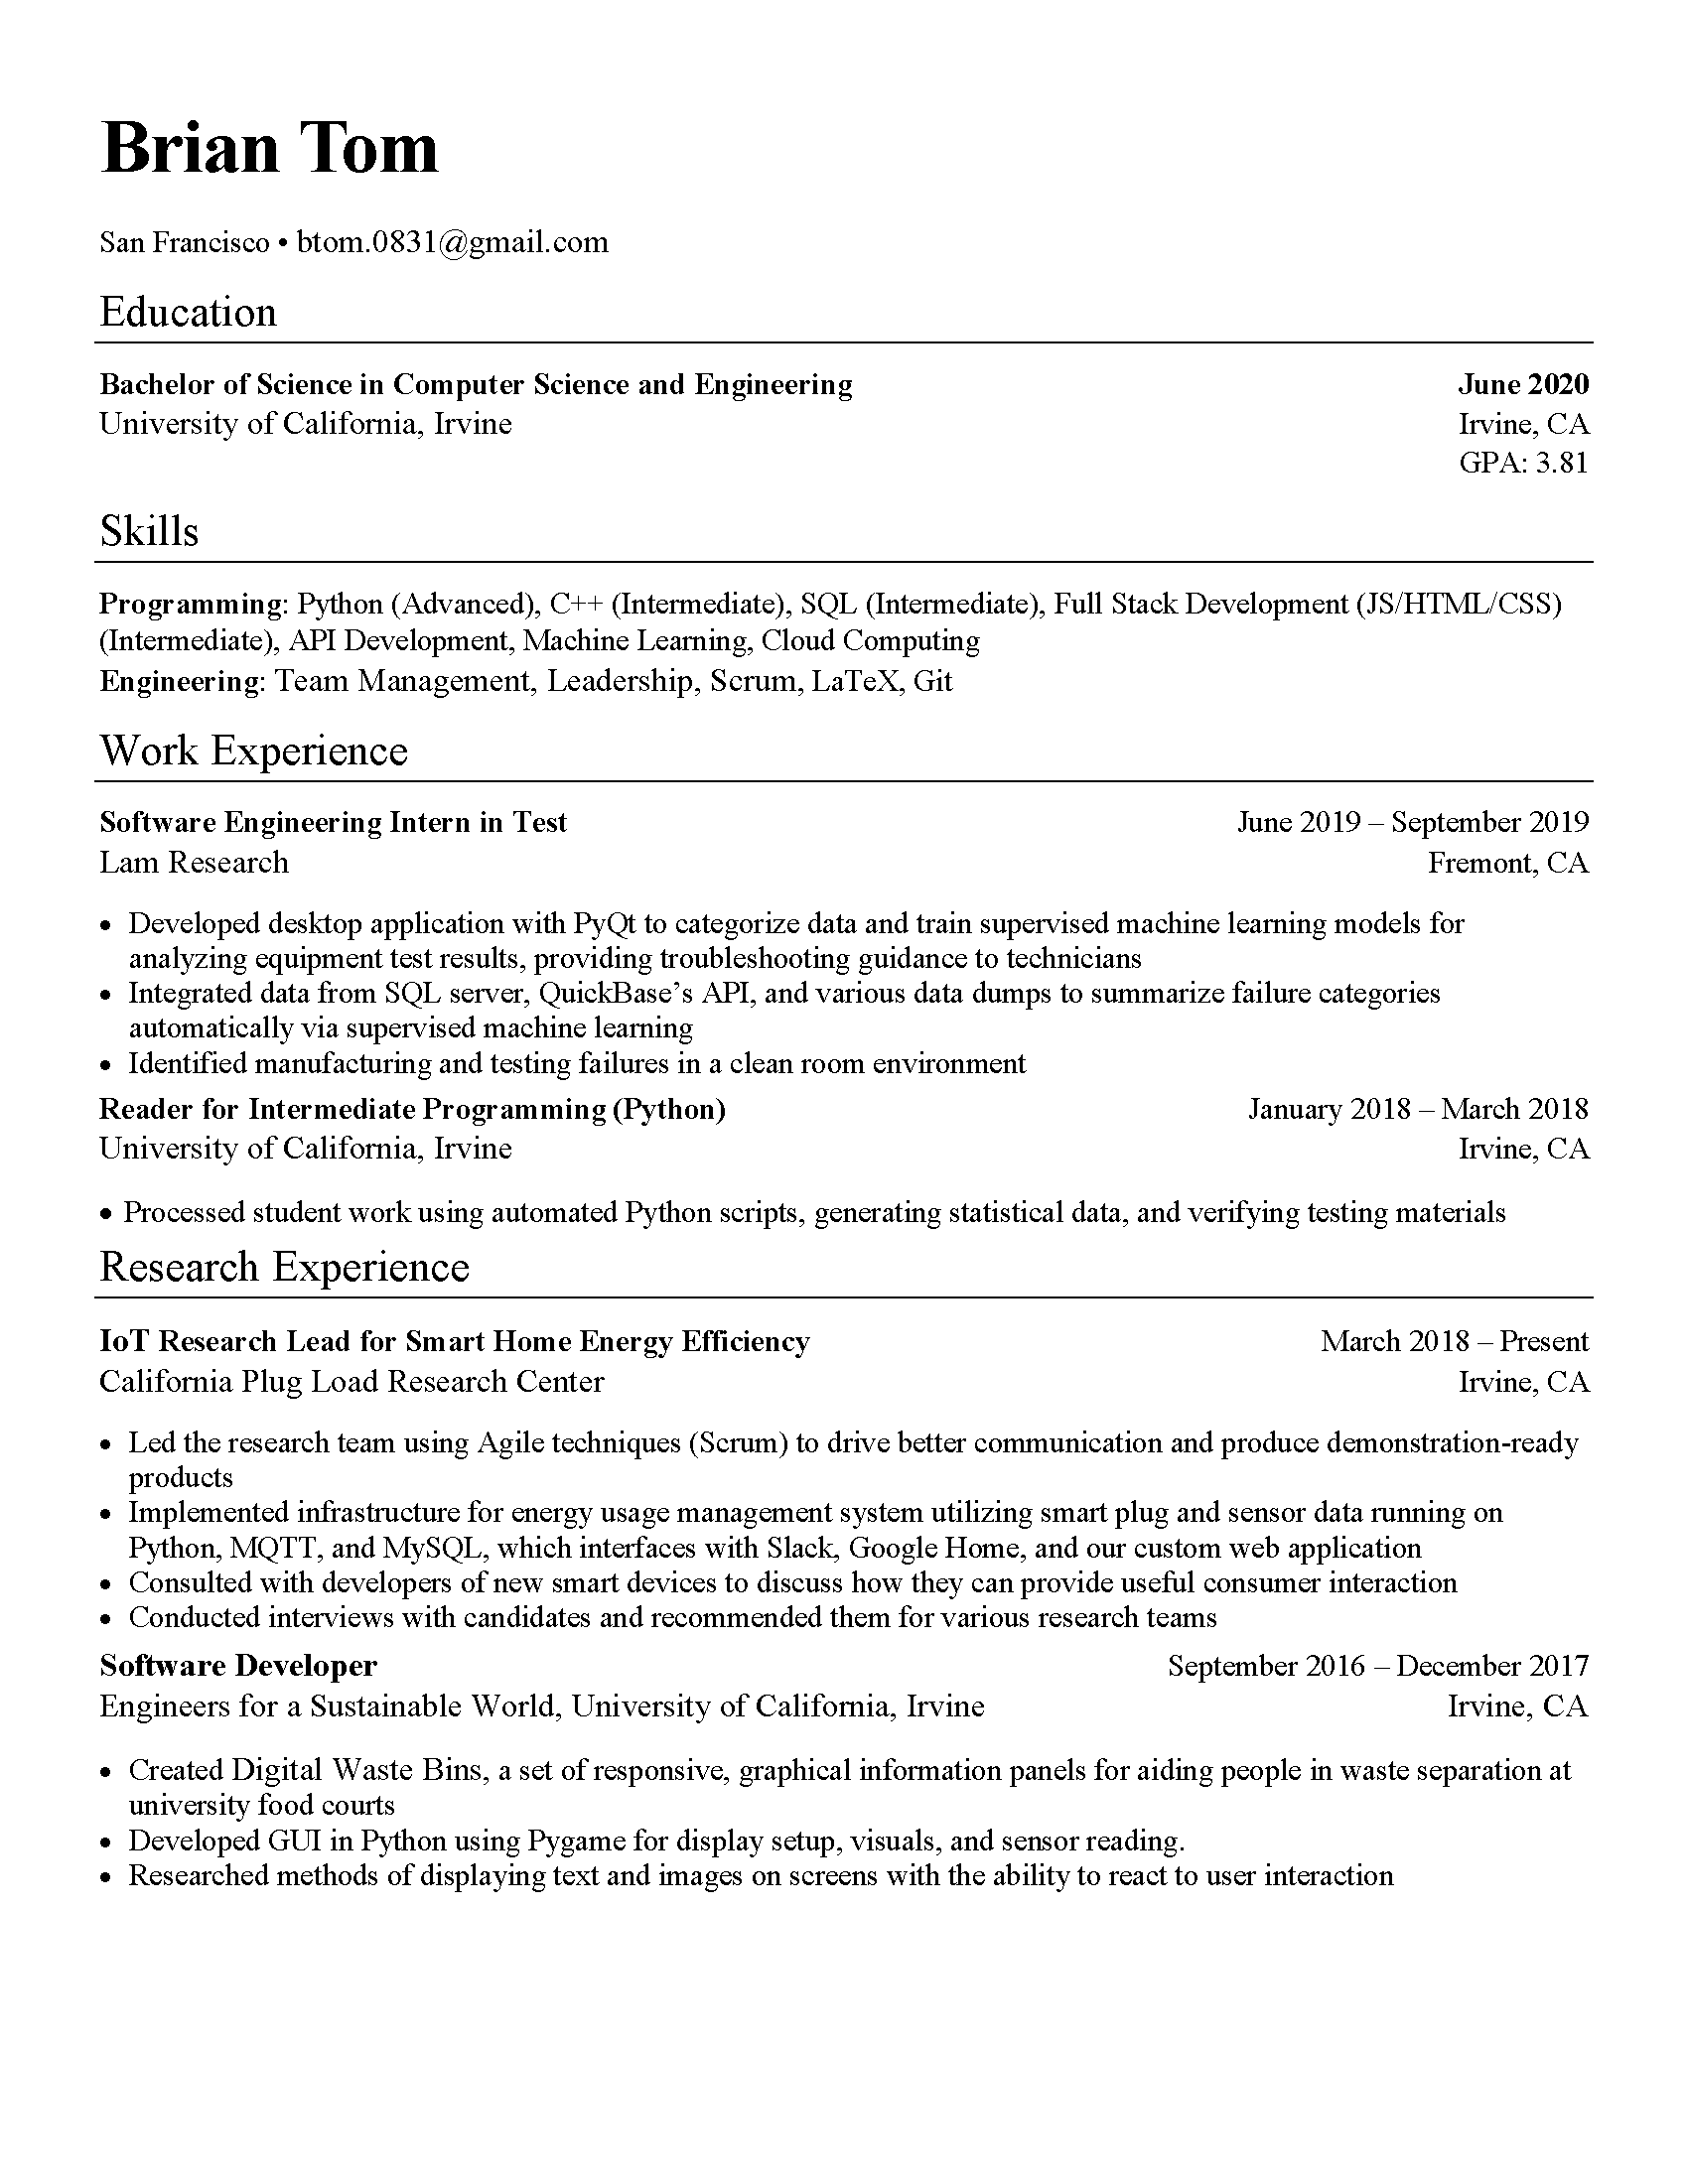 Brian Tom
San Francisco • btom.0831@gmail.com
Education
Bachelor of Science in Computer Science and Engineering June 2020
University of California, Irvine Irvine, CA
GPA: 3.81
Skills
Programming: Python (Advanced), C++ (Intermediate), SQL (Intermediate), Full Stack Development (JS/HTML/CSS)
(Intermediate), API Development, Machine Learning, Cloud Computing
Engineering: Team Management, Leadership, Scrum, LaTeX, Git
Work Experience
Software Engineering Intern in Test June 2019 – September 2019
Lam Research Fremont, CA
• Developed desktop application with PyQt to categorize data and train supervised machine learning models for
analyzing equipment test results, providing troubleshooting guidance to technicians
• Integrated data from SQL server, QuickBase’s API, and various data dumps to summarize failure categories
automatically via supervised machine learning
• Identified manufacturing and testing failures in a clean room environment
Reader for Intermediate Programming (Python) January 2018 – March 2018
University of California, Irvine Irvine, CA
• Processed student work using automated Python scripts, generating statistical data, and verifying testing materials
Research Experience
IoT Research Lead for Smart Home Energy Efficiency March 2018 – Present
California Plug Load Research Center Irvine, CA
• Led the research team using Agile techniques (Scrum) to drive better communication and produce demonstration-ready
products
• Implemented infrastructure for energy usage management system utilizing smart plug and sensor data running on
Python, MQTT, and MySQL, which interfaces with Slack, Google Home, and our custom web application
• Consulted with developers of new smart devices to discuss how they can provide useful consumer interaction
• Conducted interviews with candidates and recommended them for various research teams
Software Developer September 2016 – December 2017
Engineers for a Sustainable World, University of California, Irvine Irvine, CA
• Created Digital Waste Bins, a set of responsive, graphical information panels for aiding people in waste separation at
university food courts
• Developed GUI in Python using Pygame for display setup, visuals, and sensor reading.
• Researched methods of displaying text and images on screens with the ability to react to user interaction